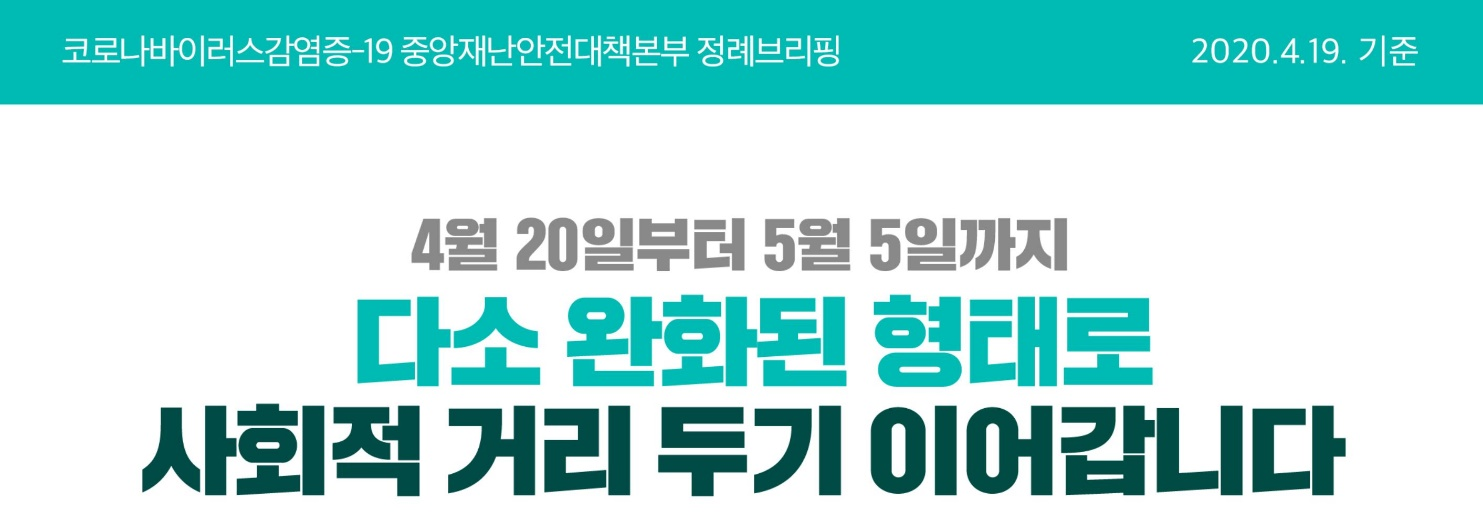 코로나바이러스감염증-19 중앙재난안전대책본부 정례브리핑
2020.4.19. 기준
4월 20일부터 5월 5일까지
다소 완화된 형태로
사회적 거리 두기 이어갑니다